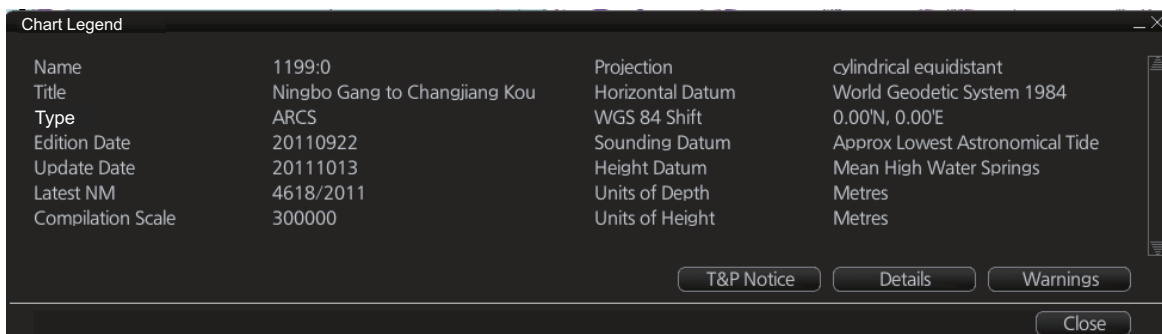 Chart Legend
Name 1199:0 Projection cylindrical equidistant
Title Ningbo Gang to Changjiang Kou Horizontal Datum World Geodetic System 1984
Type ARCS WGS 84 Shift 0.00'N, 0.00'E
Edition Date 20110922 Sounding Datum Approx Lowest Astronomical Tide
Update Date 20111013 Height Datum Mean High Water Springs
Latest NM 4618/2011 Units of Depth Metres
Compilation Scale 300000 Units of Height Metres
T&P Notice Details Warnings
Close